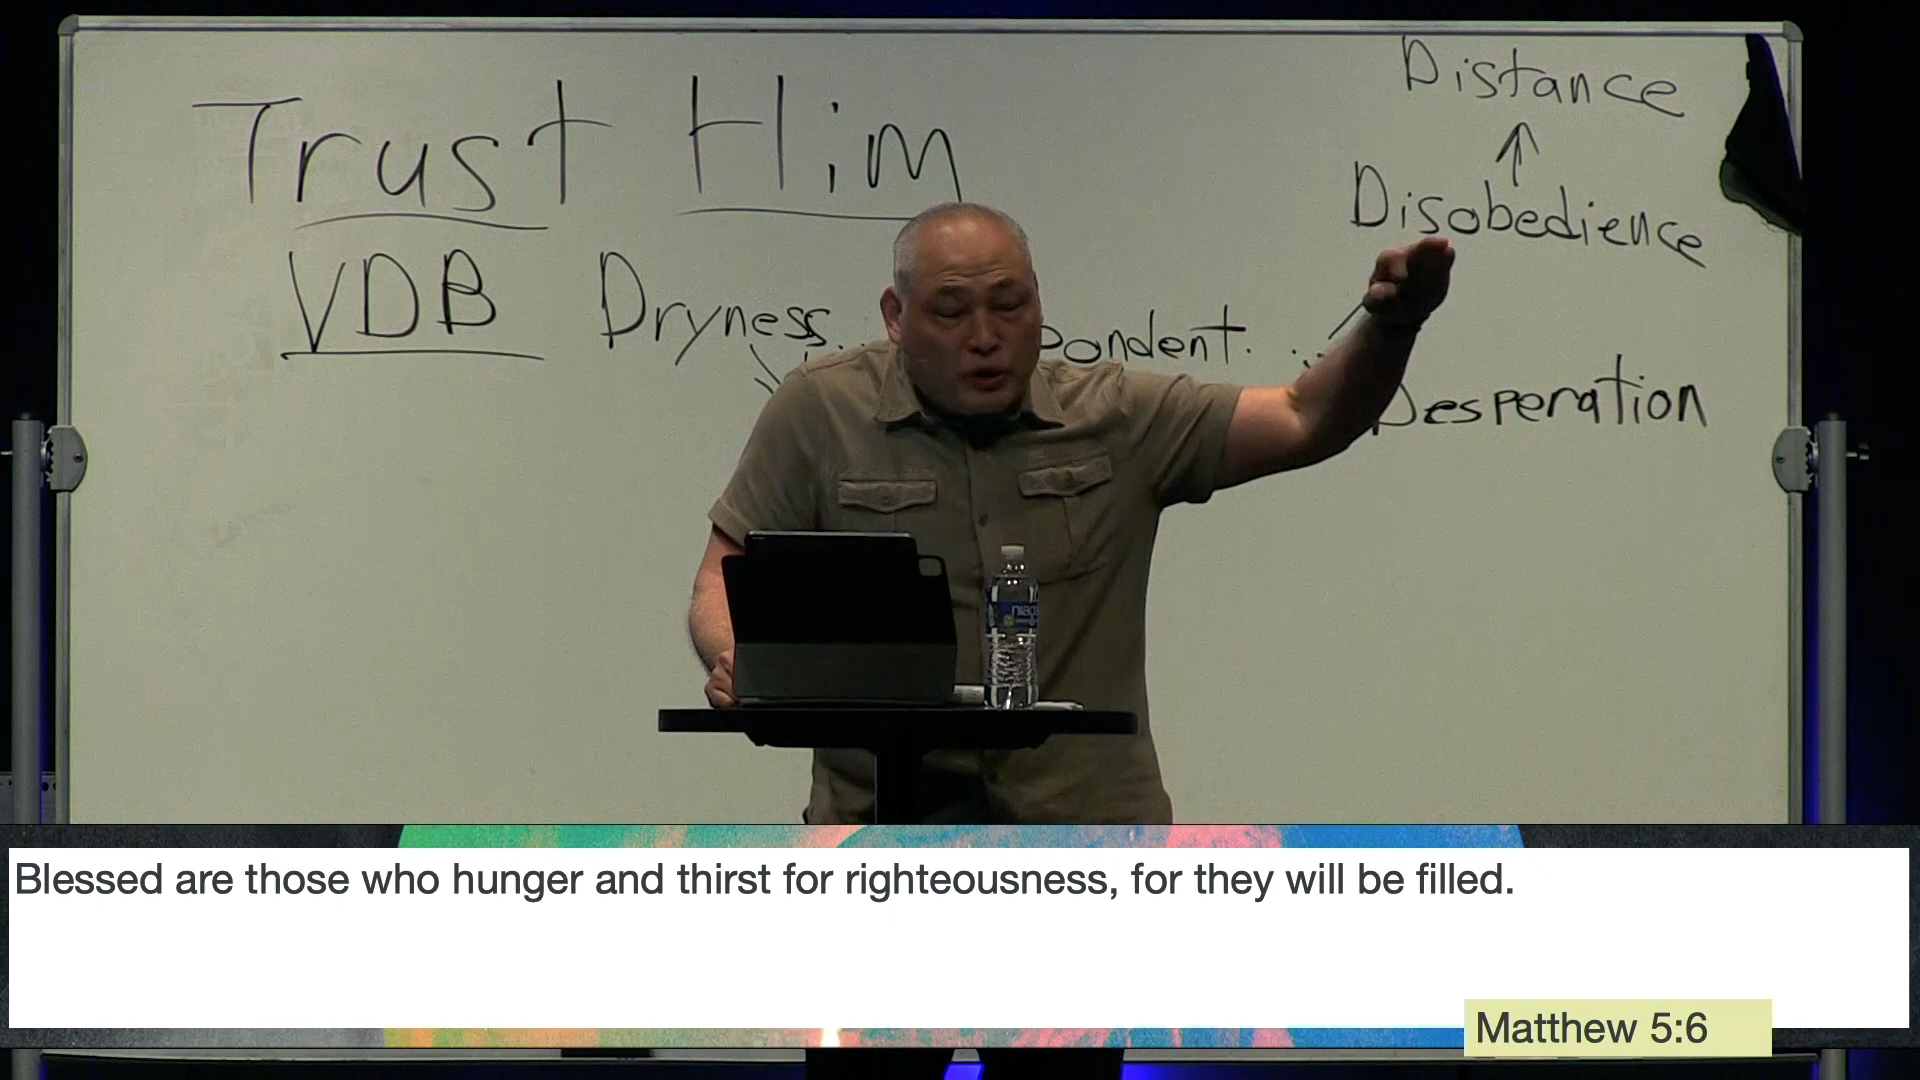 Distance
Trust Him
Disobedience
VDB Dryness... pondent. ..
Desperation
Blessed are those who hunger and thirst for righteousness, for they will be filled.
Matthew 5:6